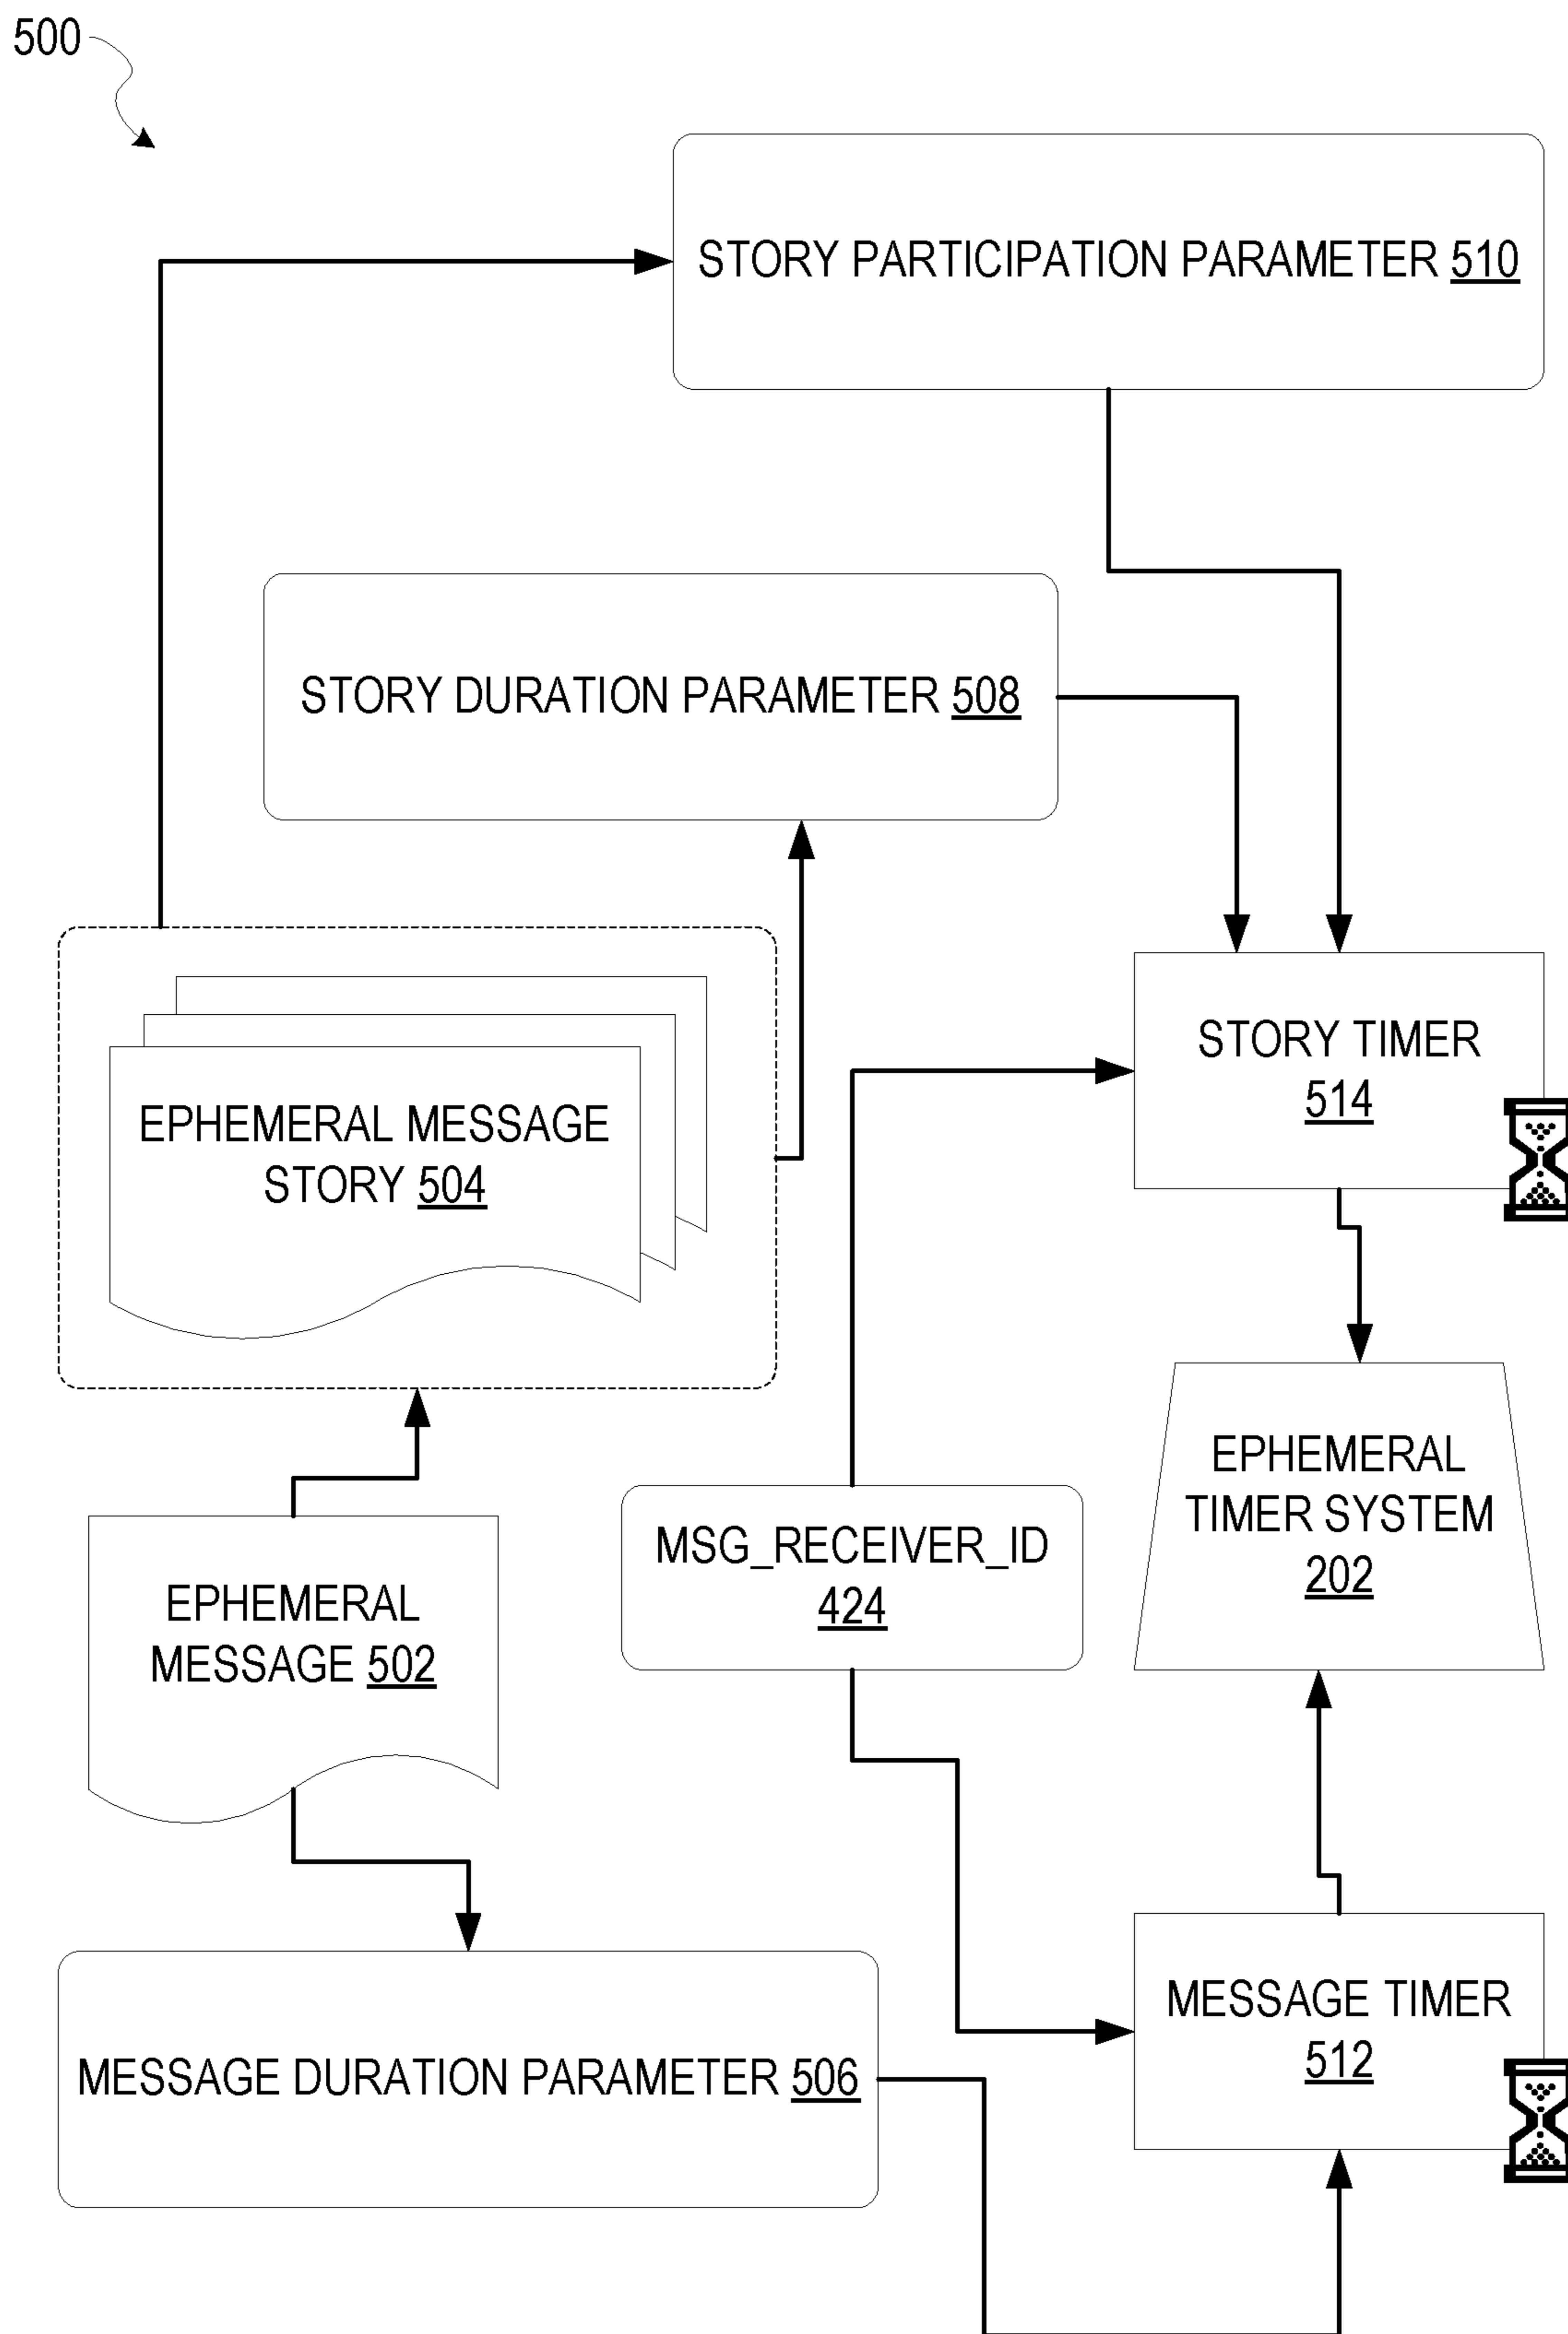 500
STORY PARTICIPATION PARAMETER 510
STORY DURATION PARAMETER 508
STORY TIMER
514
EPHEMERAL MESSAGE
STORY 504
EPHEMERAL
TIMER SYSTEM
202
MSG_RECEIVER_ID
424
EPHEMERAL
MESSAGE 502
MESSAGE TIMER
512
MESSAGE DURATION PARAMETER 506